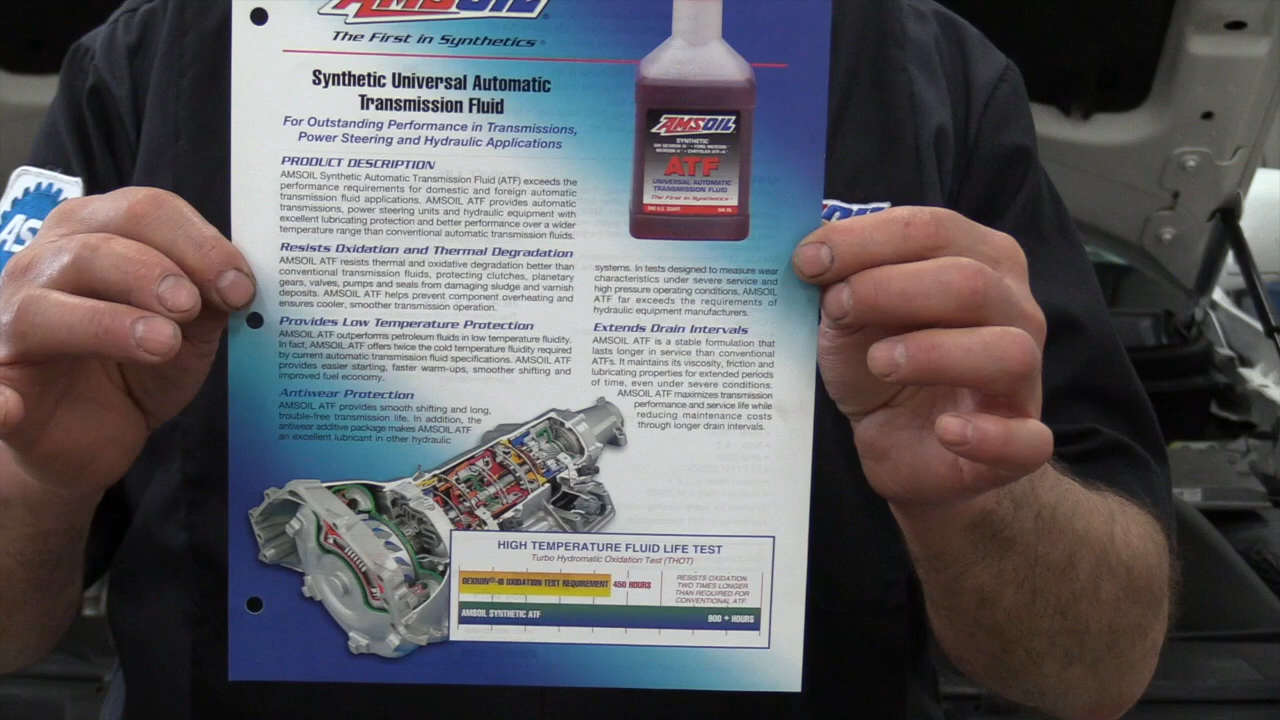 AMSOIL
The First in Synthetics®
Synthetic Universal Automatic
Transmission Fluid
For Outstanding Performance in Transmissions,
Power Steering and Hydraulic Applications
PRODUCT DESCRIPTION
AMSOIL Synthetic Automatic Transmission Fluid (ATF) exceeds the
performance requirements for domestic and foreign automatic
transmission fluid applications. AMSOIL ATF provides automatic
transmissions, power steering units and hydraulic equipment with
excellent lubricating protection and better performance over a wider
temperature range than conventional automatic transmission fluids.
Resists Oxidation and Thermal Degradation
AMSOIL ATF resists thermal and oxidative degradation better than
conventional transmission fluids, protecting clutches, planetary
gears, valves, pumps and seals from damaging sludge and varnish
deposits. AMSOIL ATF helps prevent component overheating and
ensures cooler, smoother transmission operation.
Provides Low Temperature Protection
AMSOIL ATF outperforms petroleum fluids in low temperature fluidity.
In fact, AMSOIL ATF offers twice the cold temperature fluidity required
by current automatic transmission fluid specifications. AMSOIL ATF
provides easier starting, faster warm-ups, smoother shifting and
improved fuel economy.
Antiwear Protection
AMSOIL ATF provides smooth shifting and long,
trouble-free transmission life. In addition, the
antiwear additive package makes AMSOIL ATF
an excellent lubricant in other hydraulic
systems. In tests designed to measure wear
characteristics under severe service and
high pressure operating conditions, AMSOIL
ATF far exceeds the requirements of
hydraulic equipment manufacturers.
Extends Drain Intervals
AMSOIL ATF is a stable formulation that
lasts longer in service than conventional
ATFs. It maintains its viscosity, friction and
lubricating properties for extended periods
of time, even under severe conditions.
AMSOIL ATF maximizes transmission
performance and service life while
reducing maintenance costs
through longer drain intervals.
AMSOIL
SYNTHETIC
ATF
UNIVERSAL AUTOMATIC
TRANSMISSION FLUID
The First in Synthetics
ONE U.S. QUART
HIGH TEMPERATURE FLUID LIFE TEST
Turbo Hydromatic Oxidation Test (THOT)
DEXRON®-III OXIDATION TEST REQUIREMENT 450 HOURS
RESISTS OXIDATION
TWO TIMES LONGER
THAN REQUIRED FOR
CONVENTIONAL ATF.
AMSOIL SYNTHETIC ATF 900 + HOURS
AS
AMSOIL